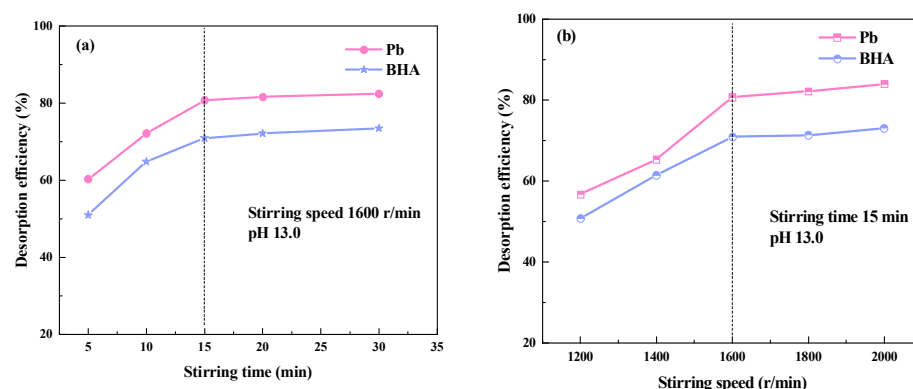 (a)
Pb
BHA
Desorption efficiency (%)
100
80
60
40
20
Stirring speed 1600 r/min
pH 13.0
5 10 15 20 25 30 35
Stirring time (min)
(b)
Pb
BHA
Desorption efficiency (%)
100
80
60
40
20
Stirring time 15 min
pH 13.0
1200 1400 1600 1800 2000
Stirring speed (r/min)